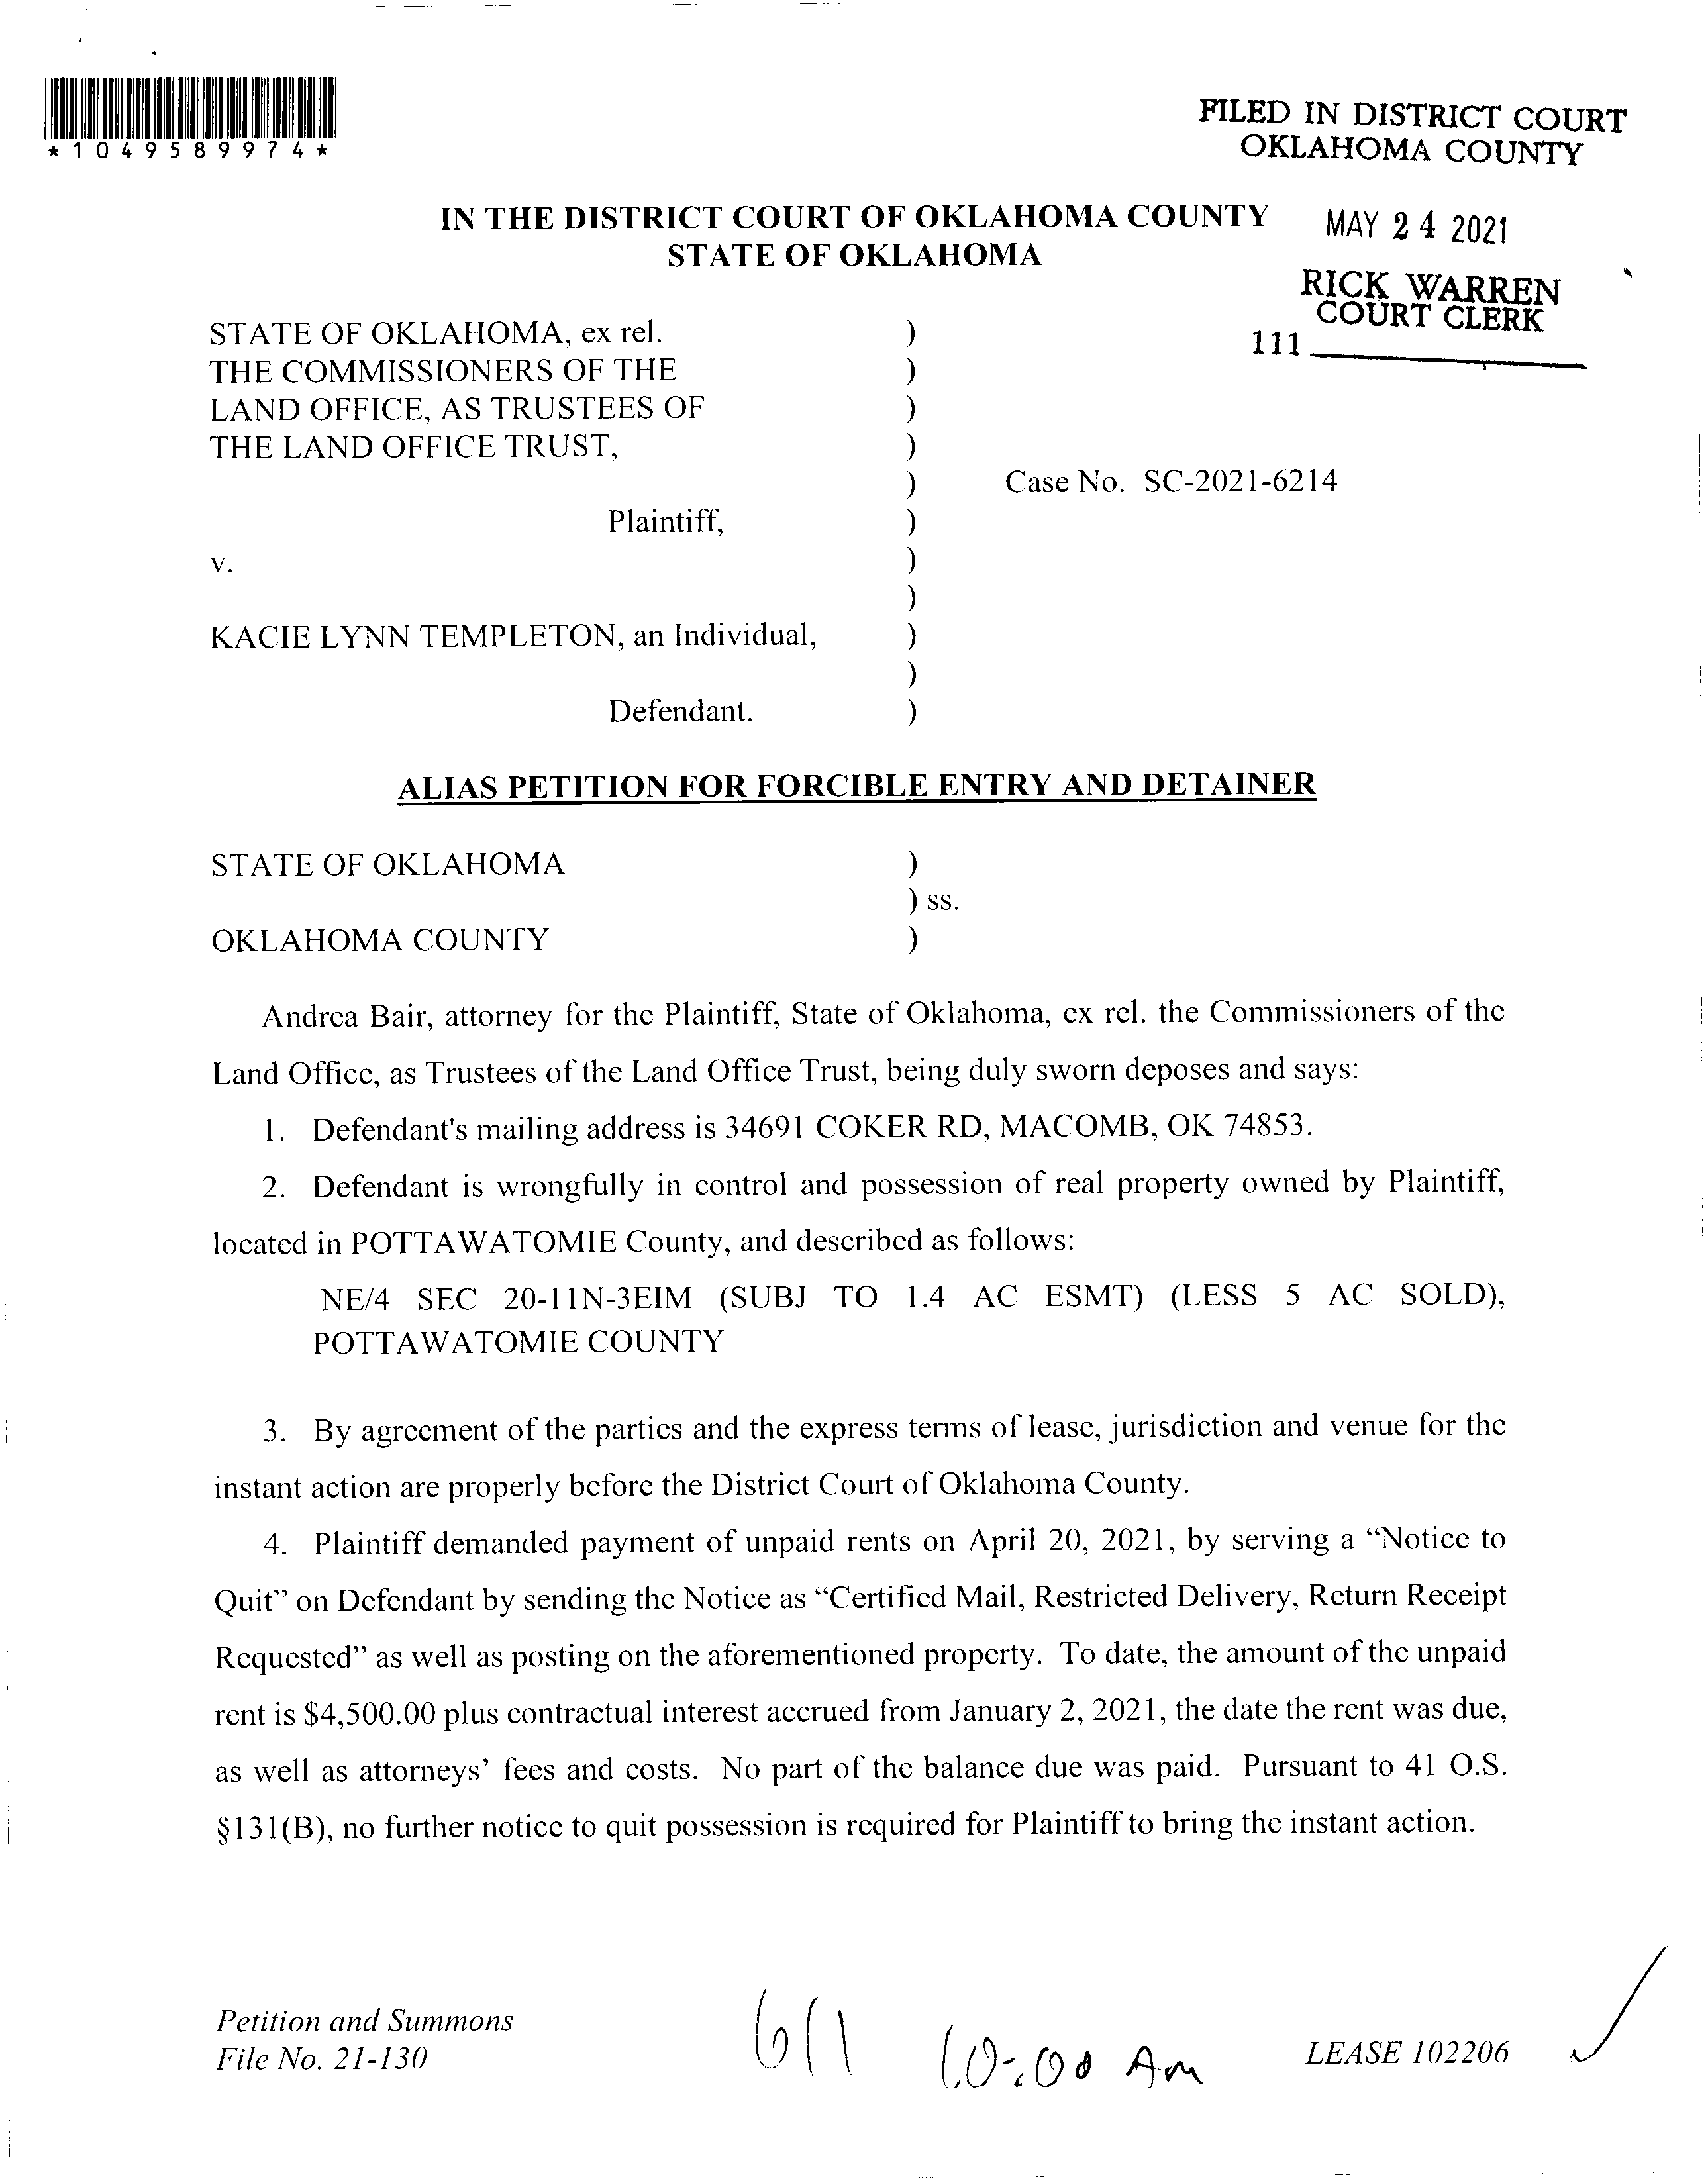 *1049589974*
FILED IN DISTRICT COURT
OKLAHOMA COUNTY
IN THE DISTRICT COURT OF OKLAHOMA COUNTY
STATE OF OKLAHOMA
MAY 24 2021
RICK WARREN
COURT CLERK
111
STATE OF OKLAHOMA, ex rel. )
THE COMMISSIONERS OF THE )
LAND OFFICE, AS TRUSTEES OF )
THE LAND OFFICE TRUST, )
) Case No. SC-2021-6214
Plaintiff, )
v. )
)
KACIE LYNN TEMPLETON, an Individual, )
)
Defendant. )
ALIAS PETITION FOR FORCIBLE ENTRY AND DETAINER
STATE OF OKLAHOMA )
) ss.
OKLAHOMA COUNTY )
Andrea Bair, attorney for the Plaintiff, State of Oklahoma, ex rel. the Commissioners of the
Land Office, as Trustees of the Land Office Trust, being duly sworn deposes and says:
1. Defendant's mailing address is 34691 COKER RD, MACOMB, OK 74853.
2. Defendant is wrongfully in control and possession of real property owned by Plaintiff,
located in POTTAWATOMIE County, and described as follows:
NE/4 SEC 20-11N-3EIM (SUBJ TO 1.4 AC ESMT) (LESS 5 AC SOLD),
POTTAWATOMIE COUNTY
3. By agreement of the parties and the express terms of lease, jurisdiction and venue for the
instant action are properly before the District Court of Oklahoma County.
4. Plaintiff demanded payment of unpaid rents on April 20, 2021, by serving a “Notice to
Quit” on Defendant by sending the Notice as “Certified Mail, Restricted Delivery, Return Receipt
Requested” as well as posting on the aforementioned property. To date, the amount of the unpaid
rent is $4,500.00 plus contractual interest accrued from January 2, 2021, the date the rent was due,
as well as attorneys’ fees and costs. No part of the balance due was paid. Pursuant to 41 O.S.
§131(B), no further notice to quit possession is required for Plaintiff to bring the instant action.
Petition and Summons
File No. 21-130
6/1 10:00 Am
LEASE 102206